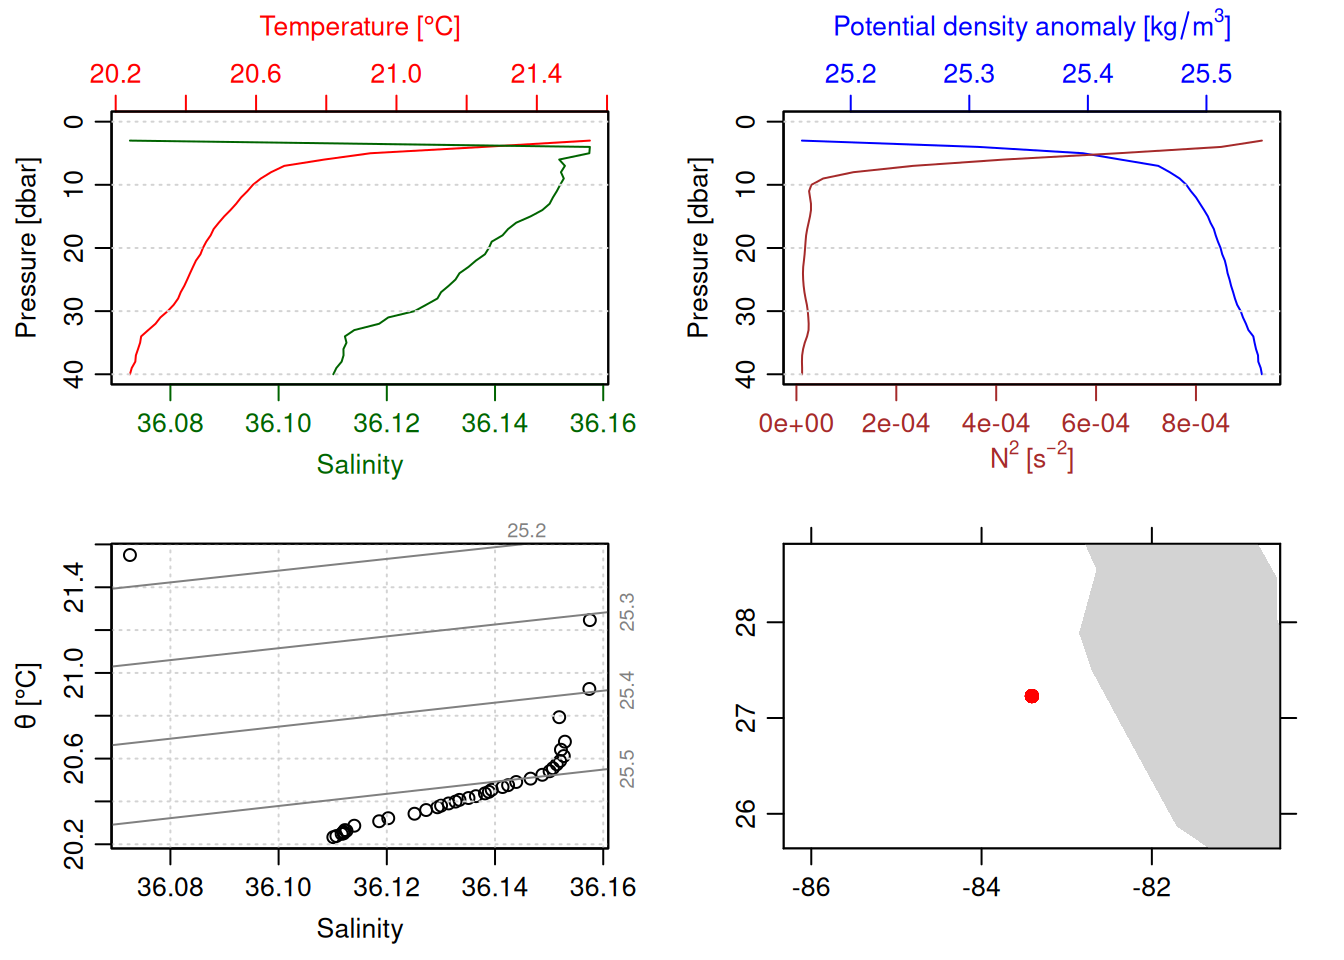 Temperature [°C]
20.2 20.6 21.0 21.4
Pressure [dbar]
0
10
20
30
40
36.08 36.10 36.12 36.14 36.16
Salinity
Potential density anomaly [kg/m³]
25.2 25.3 25.4 25.5
Pressure [dbar]
0
10
20
30
40
0e+00 2e-04 4e-04 6e-04 8e-04
N² [s⁻²]
25.2
25.3
25.4
25.5
θ [°C]
21.4
21.0
20.6
20.2
36.08 36.10 36.12 36.14 36.16
Salinity
28
27
26
-86 -84 -82